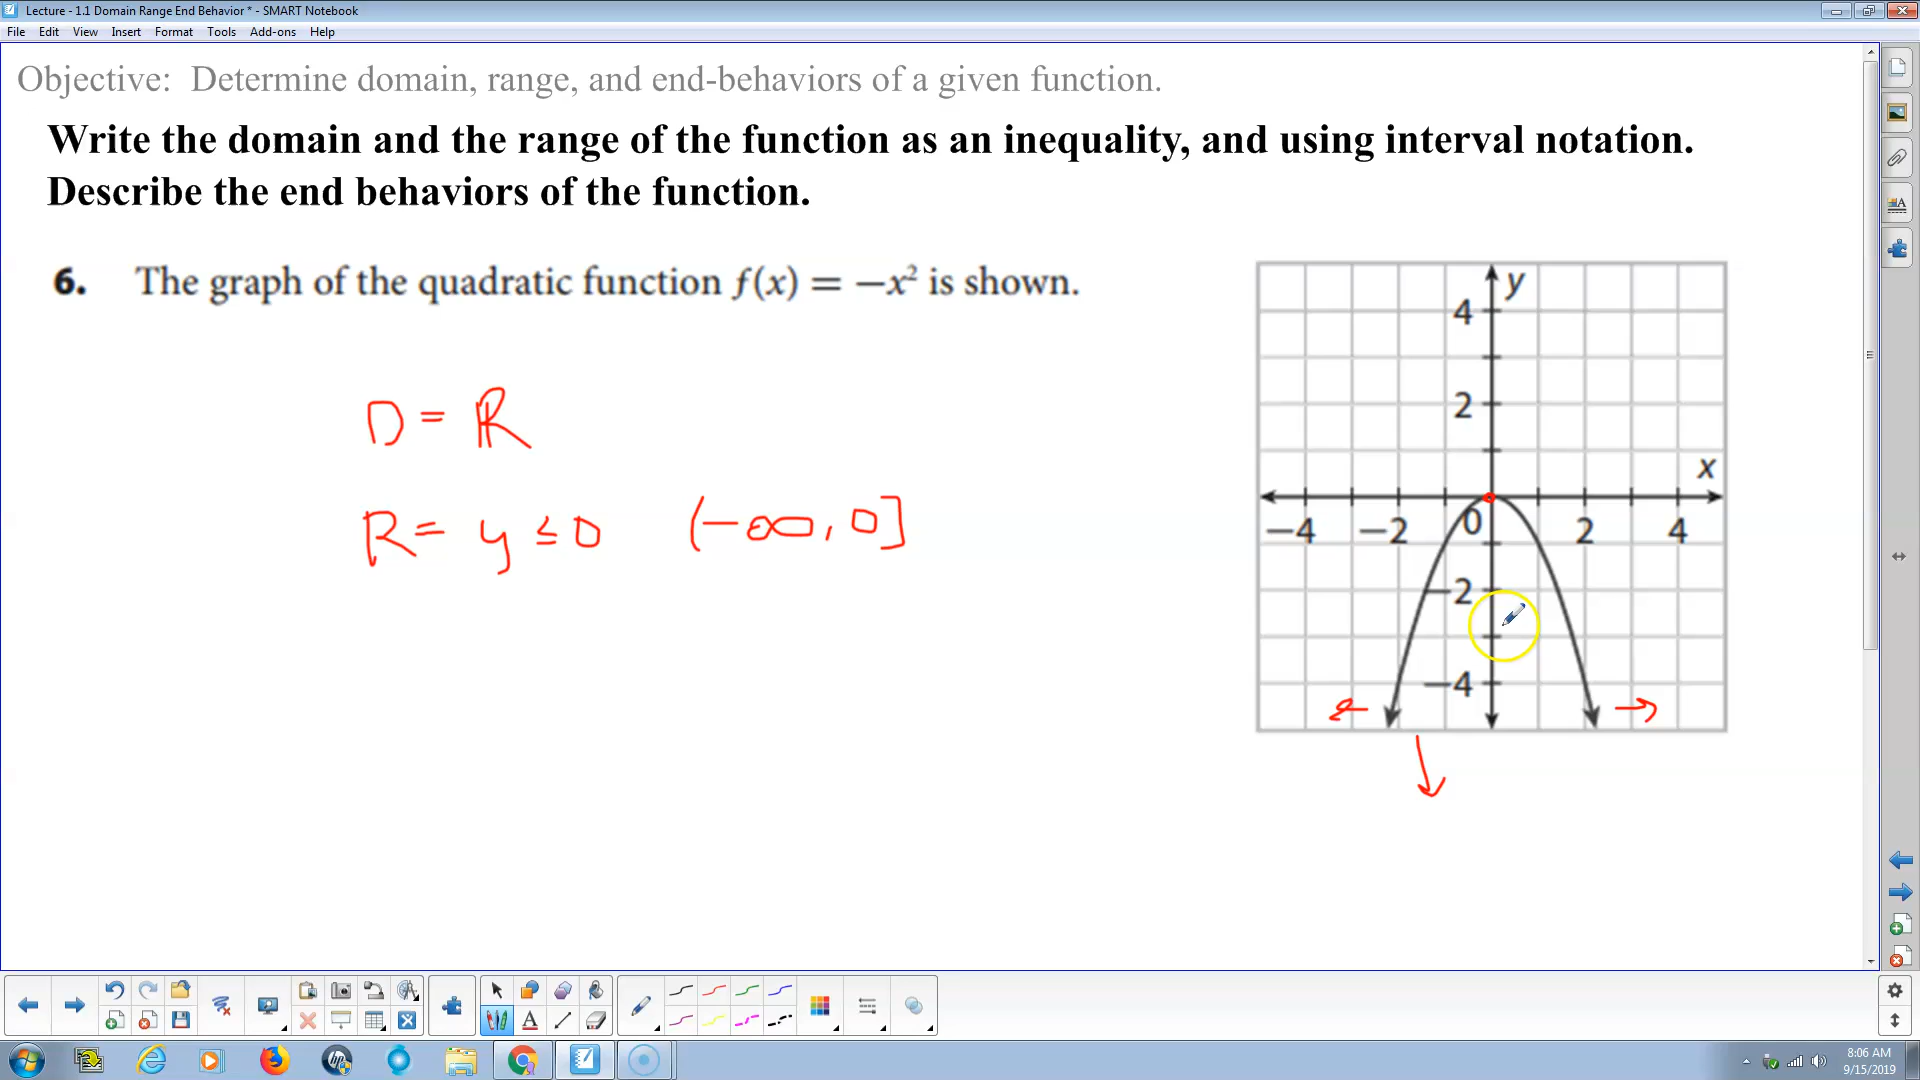 Lecture - 1.1 Domain Range End Behavior * - SMART Notebook
File Edit View Insert Format Tools Add-ons Help
Objective: Determine domain, range, and end-behaviors of a given function.
Write the domain and the range of the function as an inequality, and using interval notation.
Describe the end behaviors of the function.
6. The graph of the quadratic function f(x) = −x² is shown.
D = ℝ
R = y ≤ 0 (-∞, 0]
y
4
2
x
−4 −2 0 2 4
−2
−4
8:06 AM
9/15/2019